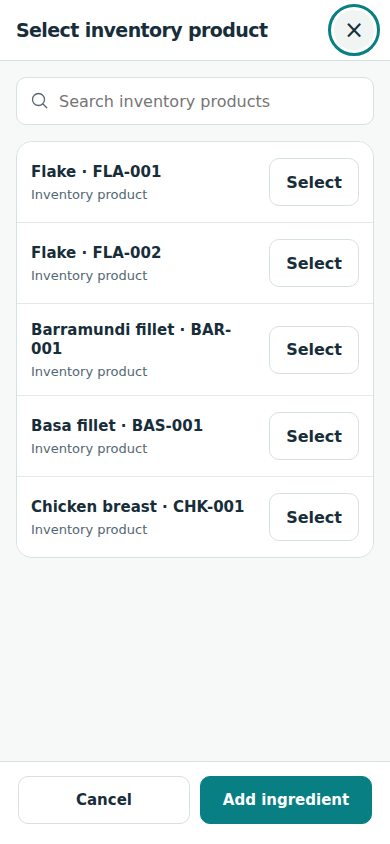 Select inventory product
Search inventory products
Flake · FLA-001
Inventory product
Select
Flake · FLA-002
Inventory product
Select
Barramundi fillet · BAR-
001
Inventory product
Select
Basa fillet · BAS-001
Inventory product
Select
Chicken breast · CHK-001
Inventory product
Select
Cancel
Add ingredient